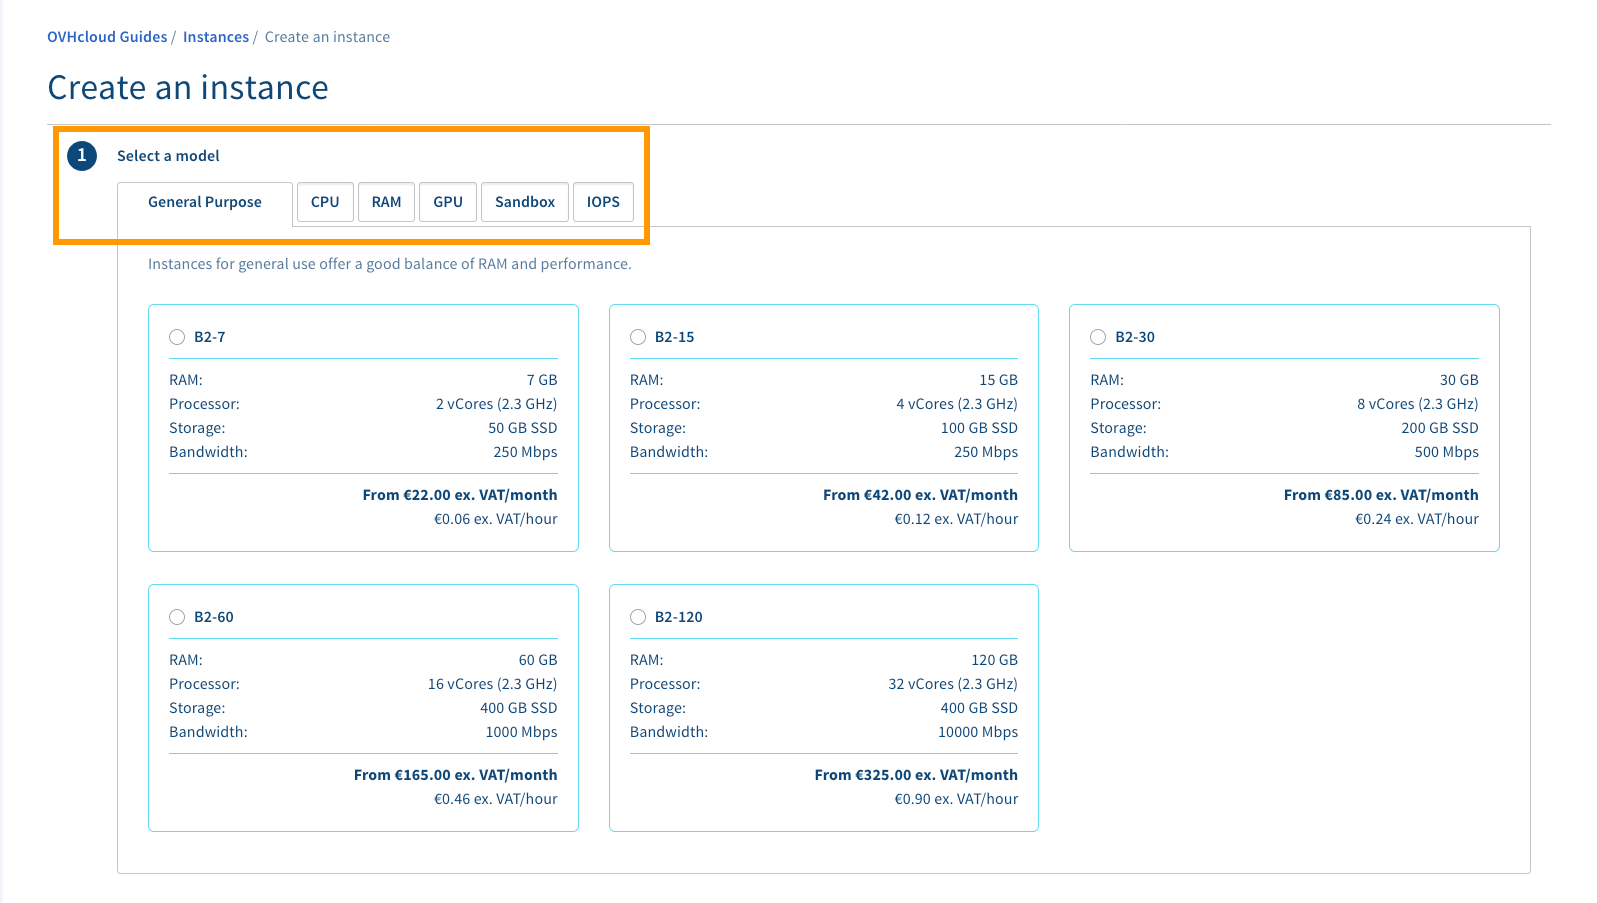 OVHcloud Guides / Instances / Create an instance
Create an instance
1 Select a model
General Purpose CPU RAM GPU Sandbox IOPS
Instances for general use offer a good balance of RAM and performance.
B2-7
RAM: 7 GB
Processor: 2 vCores (2.3 GHz)
Storage: 50 GB SSD
Bandwidth: 250 Mbps
From €22.00 ex. VAT/month
€0.06 ex. VAT/hour
B2-15
RAM: 15 GB
Processor: 4 vCores (2.3 GHz)
Storage: 100 GB SSD
Bandwidth: 250 Mbps
From €42.00 ex. VAT/month
€0.12 ex. VAT/hour
B2-30
RAM: 30 GB
Processor: 8 vCores (2.3 GHz)
Storage: 200 GB SSD
Bandwidth: 500 Mbps
From €85.00 ex. VAT/month
€0.24 ex. VAT/hour
B2-60
RAM: 60 GB
Processor: 16 vCores (2.3 GHz)
Storage: 400 GB SSD
Bandwidth: 1000 Mbps
From €165.00 ex. VAT/month
€0.46 ex. VAT/hour
B2-120
RAM: 120 GB
Processor: 32 vCores (2.3 GHz)
Storage: 400 GB SSD
Bandwidth: 10000 Mbps
From €325.00 ex. VAT/month
€0.90 ex. VAT/hour